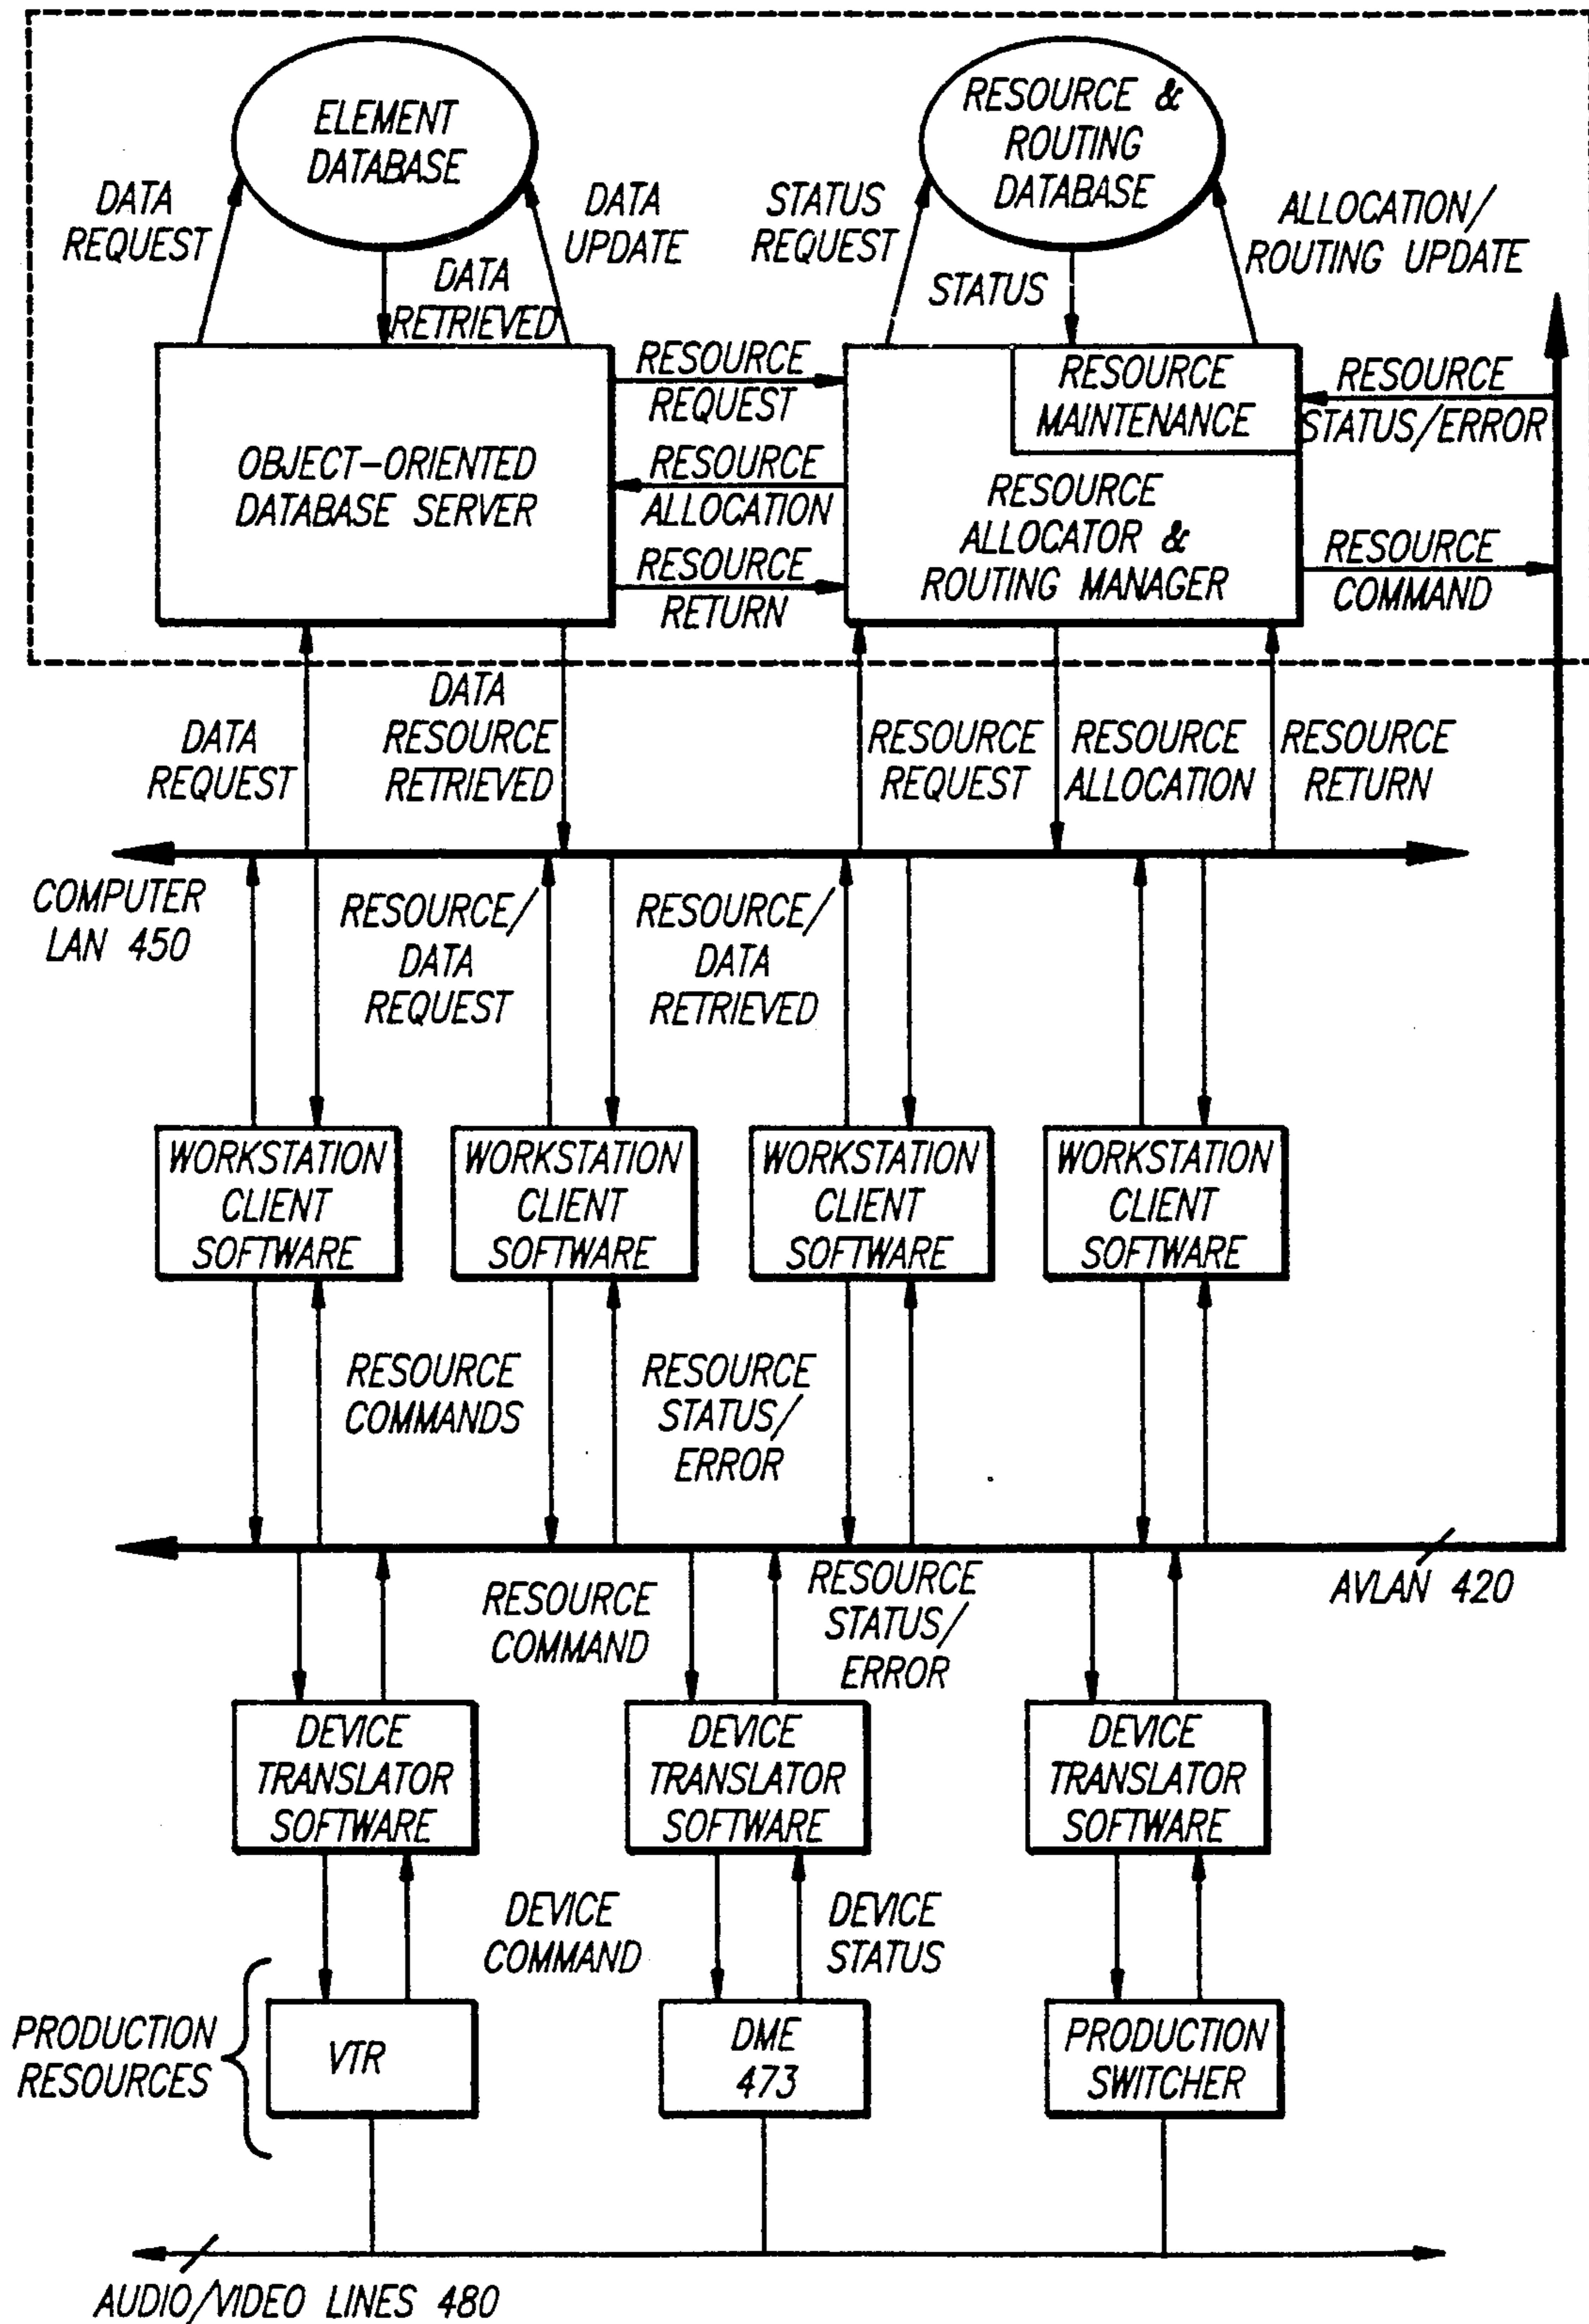 ELEMENT
DATABASE
RESOURCE &
ROUTING
DATABASE
DATA
REQUEST
DATA
UPDATE
STATUS
REQUEST
ALLOCATION/
ROUTING UPDATE
DATA
RETRIEVED
STATUS
OBJECT-ORIENTED
DATABASE SERVER
RESOURCE
REQUEST
RESOURCE
ALLOCATION
RESOURCE
RETURN
RESOURCE
MAINTENANCE
RESOURCE
ALLOCATOR &
ROUTING MANAGER
RESOURCE
STATUS/ERROR
RESOURCE
COMMAND
DATA
REQUEST
DATA
RESOURCE
RETRIEVED
RESOURCE
REQUEST
RESOURCE
ALLOCATION
RESOURCE
RETURN
COMPUTER
LAN 450
RESOURCE/
DATA
REQUEST
RESOURCE/
DATA
RETRIEVED
WORKSTATION
CLIENT
SOFTWARE
WORKSTATION
CLIENT
SOFTWARE
WORKSTATION
CLIENT
SOFTWARE
WORKSTATION
CLIENT
SOFTWARE
RESOURCE
COMMANDS
RESOURCE
STATUS/
ERROR
AVLAN 420
RESOURCE
COMMAND
RESOURCE
STATUS/
ERROR
DEVICE
TRANSLATOR
SOFTWARE
DEVICE
TRANSLATOR
SOFTWARE
DEVICE
TRANSLATOR
SOFTWARE
DEVICE
COMMAND
DEVICE
STATUS
PRODUCTION
RESOURCES
VTR
DME
473
PRODUCTION
SWITCHER
AUDIO/VIDEO LINES 480